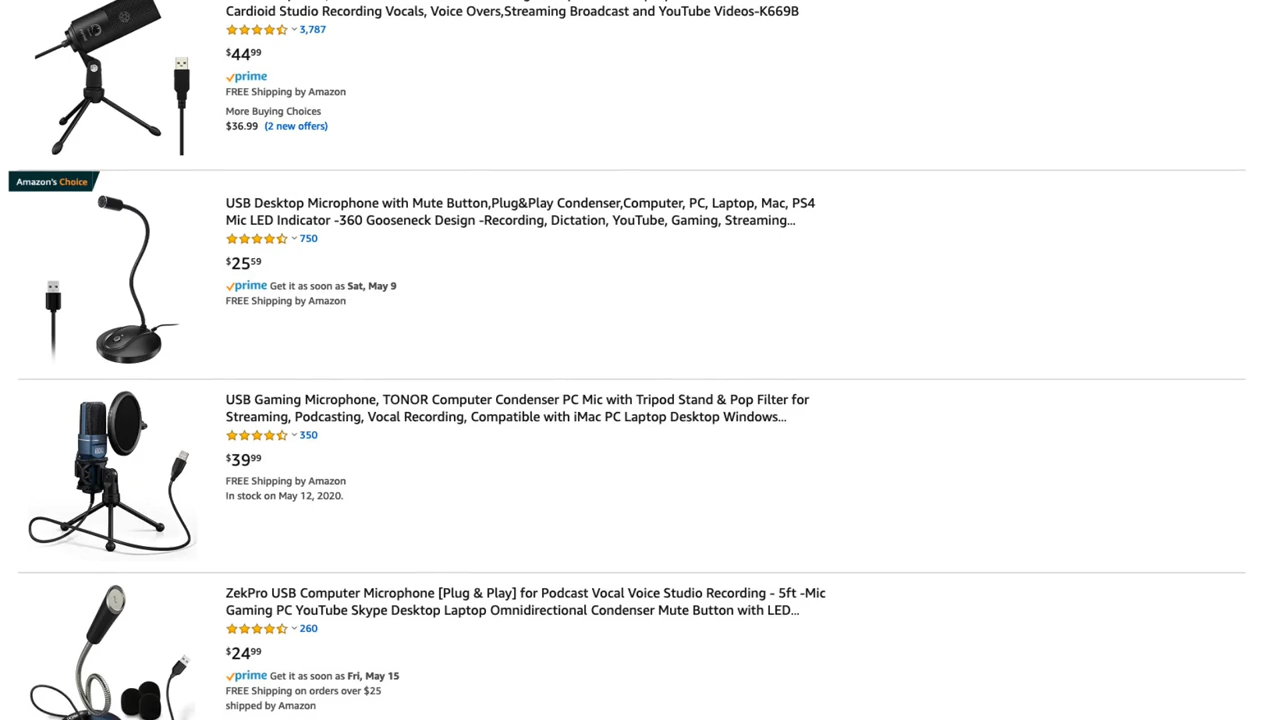 Cardioid Studio Recording Vocals, Voice Overs,Streaming Broadcast and YouTube Videos-K669B
3,787
$44.99
prime
FREE Shipping by Amazon
More Buying Choices
$36.99 (2 new offers)
Amazon's Choice
USB Desktop Microphone with Mute Button,Plug&Play Condenser,Computer, PC, Laptop, Mac, PS4
Mic LED Indicator -360 Gooseneck Design -Recording, Dictation, YouTube, Gaming, Streaming...
750
$25.59
prime Get it as soon as Sat, May 9
FREE Shipping by Amazon
USB Gaming Microphone, TONOR Computer Condenser PC Mic with Tripod Stand & Pop Filter for
Streaming, Podcasting, Vocal Recording, Compatible with iMac PC Laptop Desktop Windows...
350
$39.99
FREE Shipping by Amazon
In stock on May 12, 2020.
ZekPro USB Computer Microphone [Plug & Play] for Podcast Vocal Voice Studio Recording - 5ft -Mic
Gaming PC YouTube Skype Desktop Laptop Omnidirectional Condenser Mute Button with LED...
260
$24.99
prime Get it as soon as Fri, May 15
FREE Shipping on orders over $25
shipped by Amazon